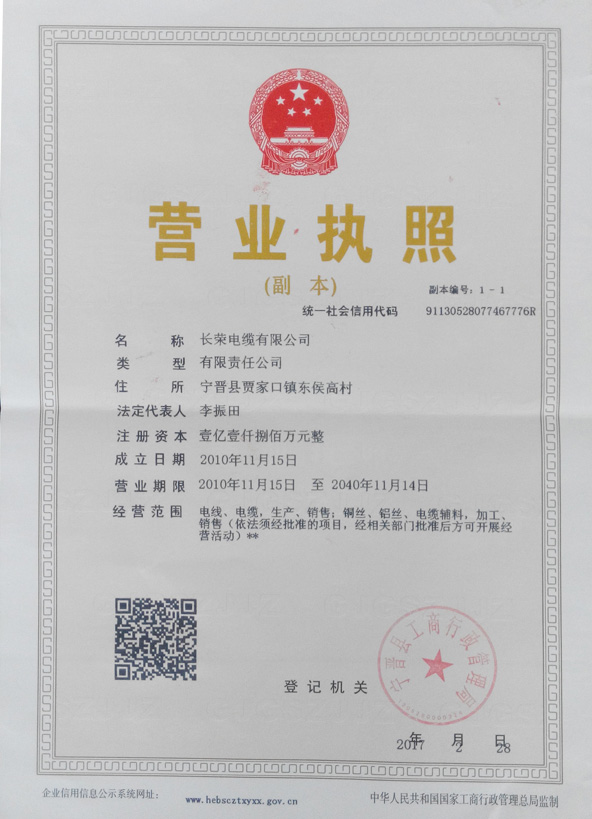 营业执照
(副 本)
副本编号：1－1
统一社会信用代码 91130528077467776R
名 称 长荣电缆有限公司
类 型 有限责任公司
住 所 宁晋县贾家口镇东侯高村
法定代表人 李振田
注册资本 壹亿壹仟捌佰万元整
成立日期 2010年11月15日
营业期限 2010年11月15日 至 2040年11月14日
经营范围 电线、电缆，生产、销售；铜丝、铝丝、电缆辅料，加工、
销售（依法须经批准的项目，经相关部门批准后方可开展经
营活动）**
宁晋县工商行政管理局
登记机关
年 月 日
2017 2 28
企业信用信息公示系统网址：
www.hebscztxyxx.gov.cn
中华人民共和国国家工商行政管理总局监制